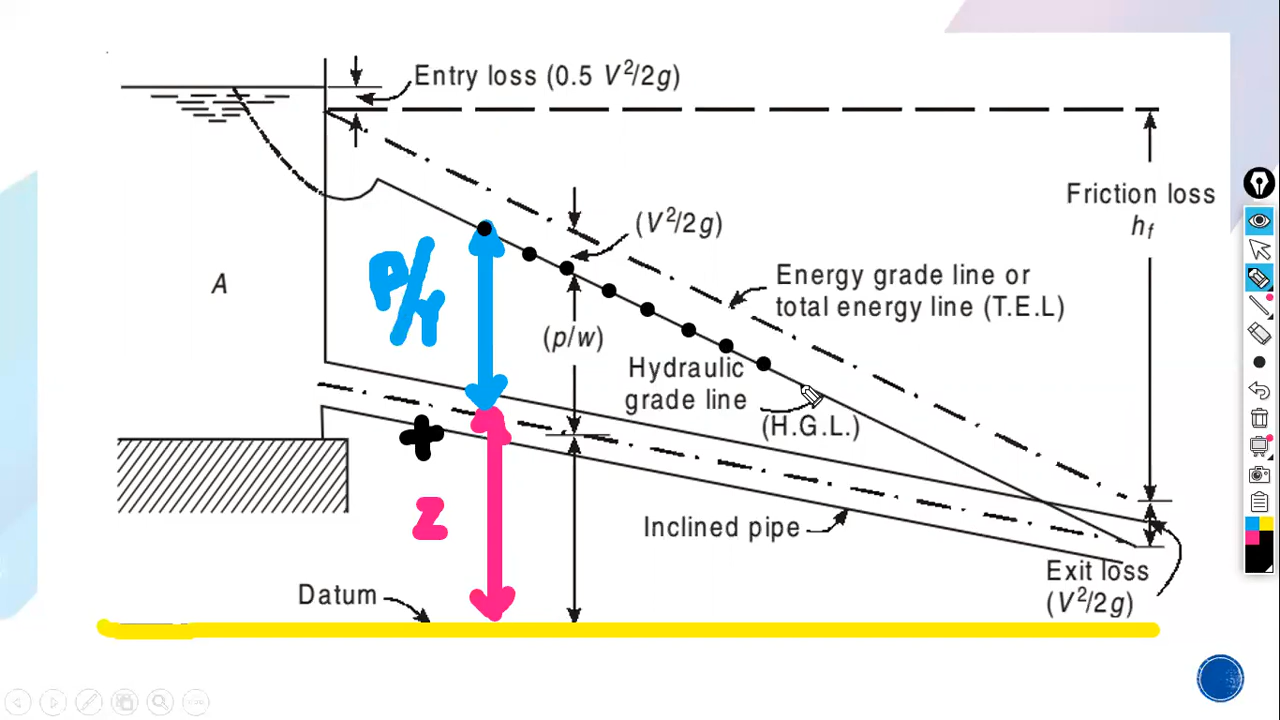 Entry loss (0.5 V²/2g)
Friction loss
h_f
(V²/2g)
A
Energy grade line or
total energy line (T.E.L)
P/γ
(p/w)
Hydraulic
grade line
(H.G.L.)
+
Z
Inclined pipe
Exit loss
(V²/2g)
Datum